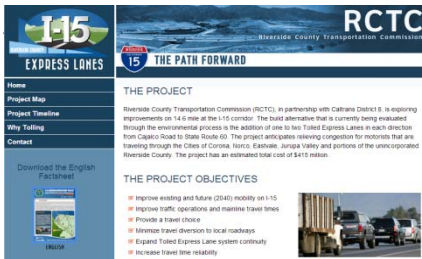 I-15
RIVERSIDE COUNTY
EXPRESS LANES
RCTC
Riverside County Transportation Commission
15
THE PATH FORWARD
Home
Project Map
Project Timeline
Why Tolling
Contact
Download the English
Factsheet
ENGLISH
THE PROJECT
Riverside County Transportation Commission (RCTC), in partnership with Caltrans District 8, is exploring
improvements on 14.6 mile at the I-15 corridor. The build alternative that is currently being evaluated
through the environmental process is the addition of one to two Tolled Express Lanes in each direction
from Cajalco Road to State Route 60. The project anticipates relieving congestion for motorists that are
traveling through the Cities of Corona, Norco, Eastvale, Jurupa Valley and portions of the unincorporated
Riverside County. The project has an estimated total cost of $415 million.
THE PROJECT OBJECTIVES
Improve existing and future (2040) mobility on I-15
Improve traffic operations and mainline travel times
Provide a travel choice
Minimize travel diversion to local roadways
Expand Tolled Express Lane system continuity
Increase travel time reliability